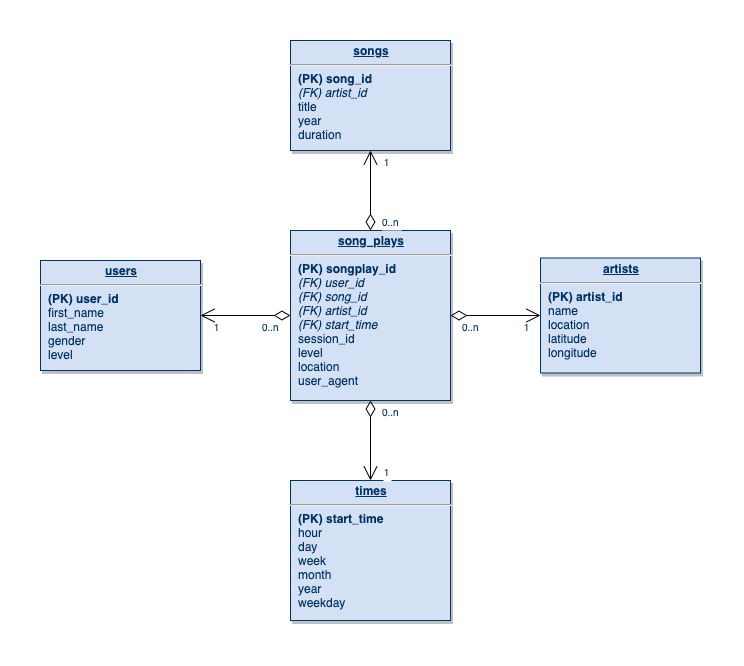 songs
(PK) song_id
(FK) artist_id
title
year
duration
1
0..n
song_plays
(PK) songplay_id
(FK) user_id
(FK) song_id
(FK) artist_id
(FK) start_time
session_id
level
location
user_agent
users
(PK) user_id
first_name
last_name
gender
level
1
0..n
artists
(PK) artist_id
name
location
latitude
longitude
0..n
1
0..n
1
times
(PK) start_time
hour
day
week
month
year
weekday